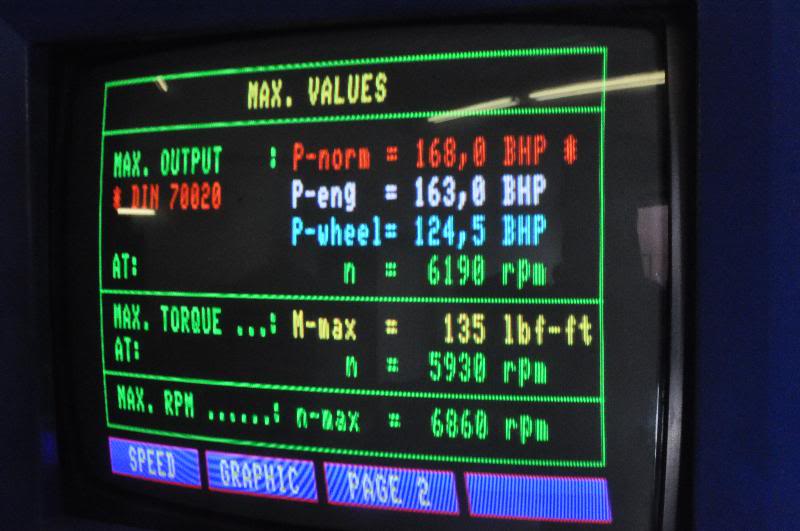 MAX. VALUES
MAX. OUTPUT : P-norm = 168,0 BHP *
* DIN 70020 P-eng = 163,0 BHP
P-wheel= 124,5 BHP
AT: n = 6190 rpm
MAX. TORQUE ...: M-max = 135 lbf-ft
AT: n = 5930 rpm
MAX. RPM ......: n-max = 6860 rpm
SPEED GRAPHIC PAGE 2